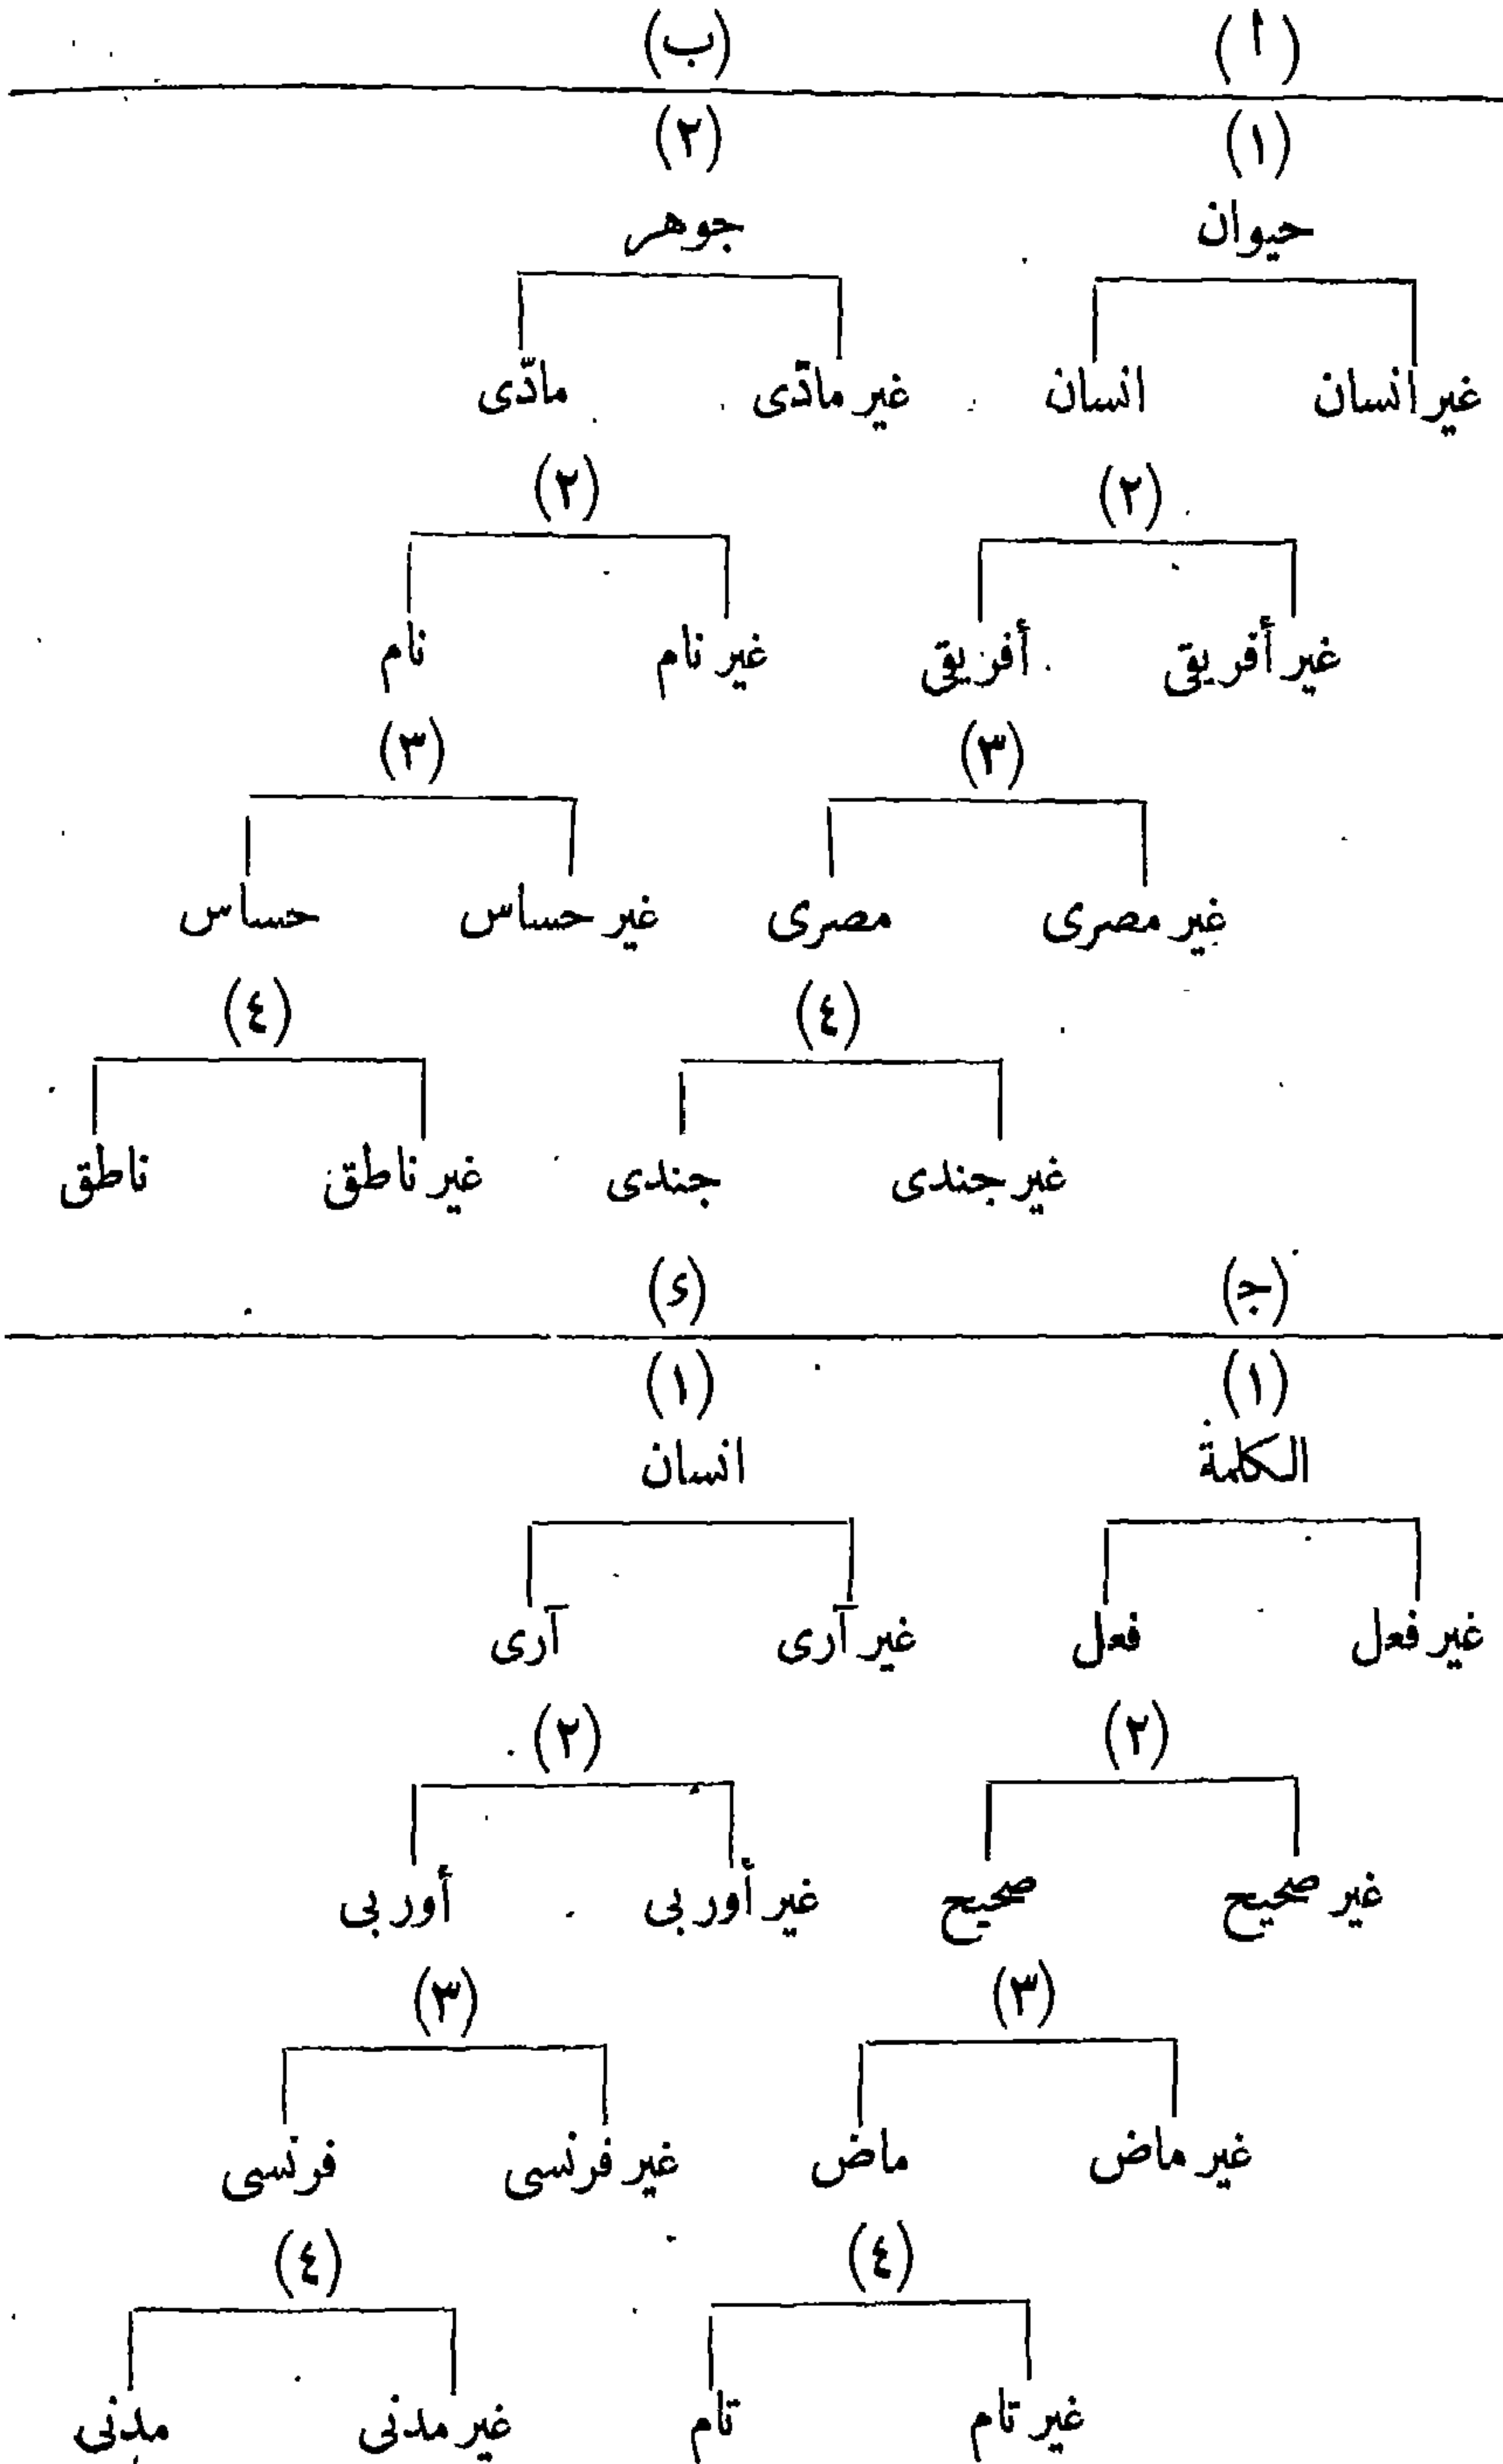 (ا) (ب)
(١) (٢)
حيوان جوهر
غير انسان انسان غير مادّى مادّى
(٢) (٢)
غير أفريقى أفريقى غير نام نام
(٣) (٣)
غير مصرى مصرى غير حساس حساس
(٤) (٤)
غير جندى جندى غير ناطق ناطق
(ج) (د)
(١) (١)
الكلمة انسان
غير فعل فعل غير آرى آرى
(٢) (٢)
غير صحيح صحيح غير أوربى أوربى
(٣) (٣)
غير ماض ماض غير فرنسى فرنسى
(٤) (٤)
غير تام تام غير مدنى مدنى